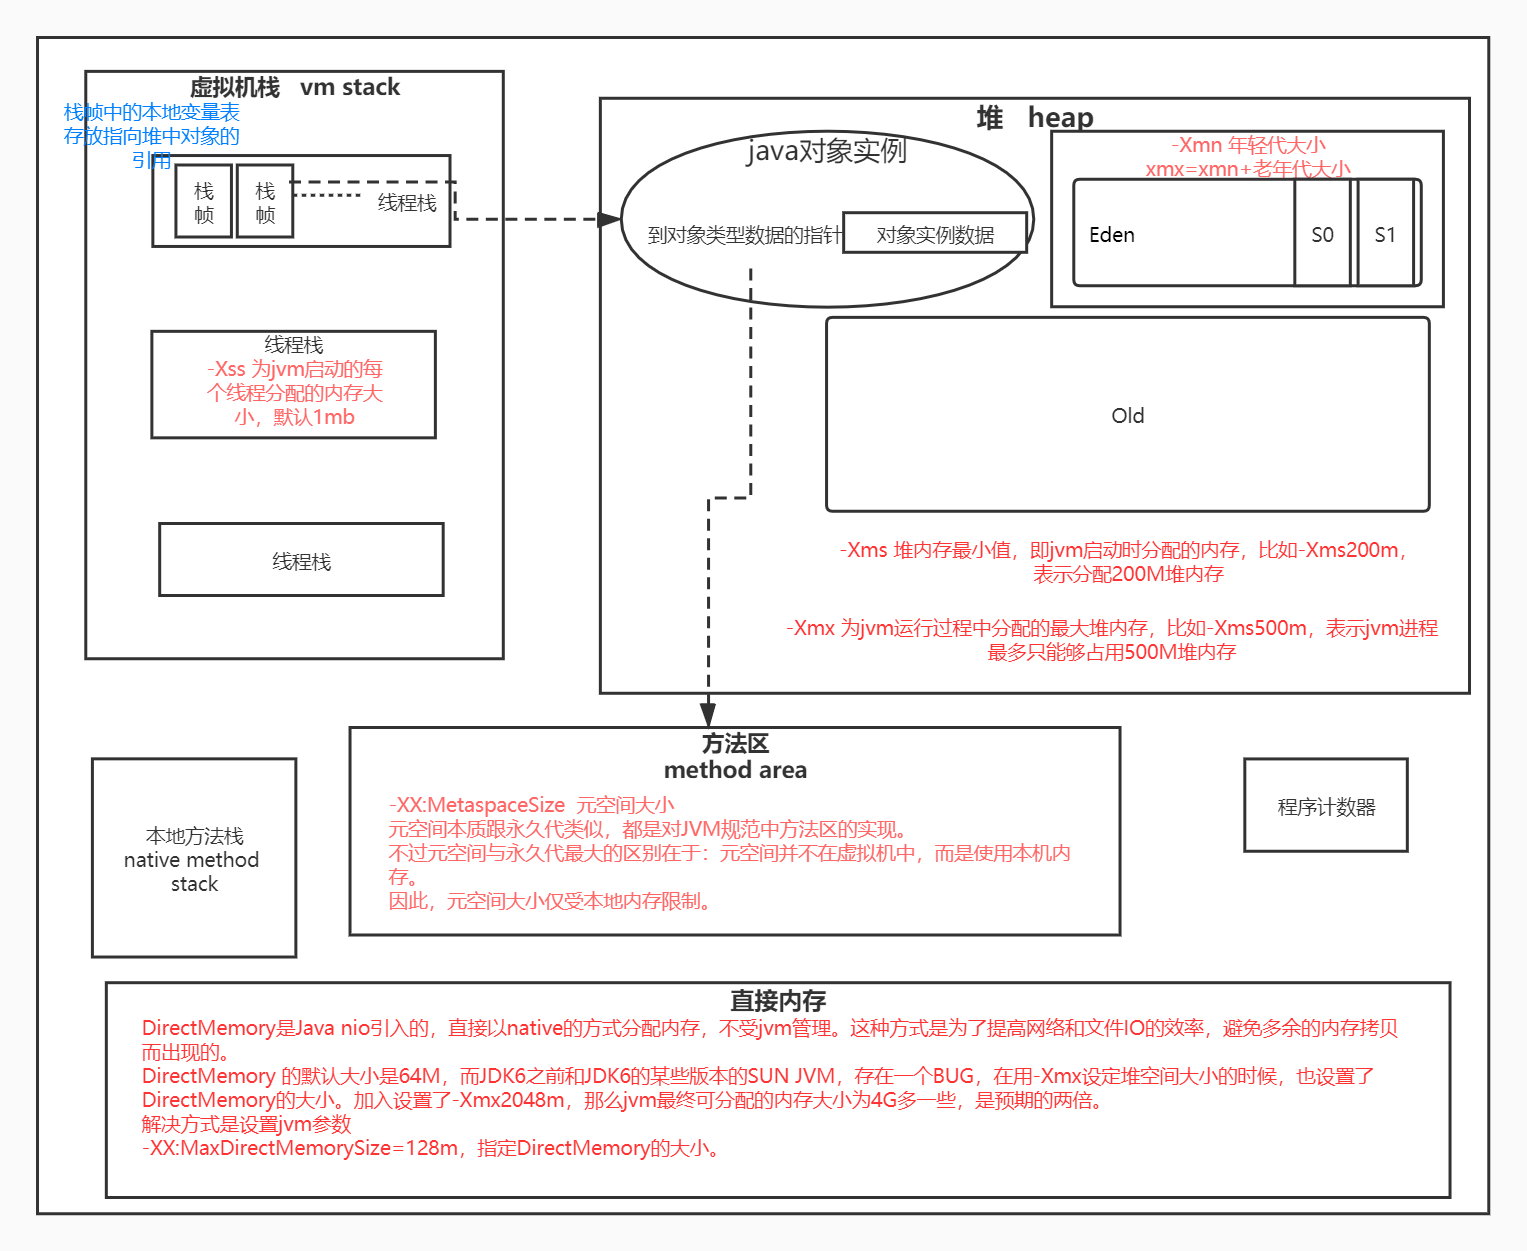 虚拟机栈 vm stack
栈帧中的本地变量表
存放指向堆中对象的
引用
栈
帧
栈
帧
线程栈
线程栈
-Xss 为jvm启动的每
个线程分配的内存大
小，默认1mb
线程栈
堆 heap
java对象实例
到对象类型数据的指针
对象实例数据
-Xmn 年轻代大小
xmx=xmn+老年代大小
Eden
S0
S1
Old
-Xms 堆内存最小值，即jvm启动时分配的内存，比如-Xms200m，
表示分配200M堆内存
-Xmx 为jvm运行过程中分配的最大堆内存，比如-Xms500m，表示jvm进程
最多只能够占用500M堆内存
本地方法栈
native method
stack
方法区
method area
-XX:MetaspaceSize 元空间大小
元空间本质跟永久代类似，都是对JVM规范中方法区的实现。
不过元空间与永久代最大的区别在于：元空间并不在虚拟机中，而是使用本机内
存。
因此，元空间大小仅受本地内存限制。
程序计数器
直接内存
DirectMemory是Java nio引入的，直接以native的方式分配内存，不受jvm管理。这种方式是为了提高网络和文件IO的效率，避免多余的内存拷贝
而出现的。
DirectMemory 的默认大小是64M，而JDK6之前和JDK6的某些版本的SUN JVM，存在一个BUG，在用-Xmx设定堆空间大小的时候，也设置了
DirectMemory的大小。加入设置了-Xmx2048m，那么jvm最终可分配的内存大小为4G多一些，是预期的两倍。
解决方式是设置jvm参数
-XX:MaxDirectMemorySize=128m，指定DirectMemory的大小。